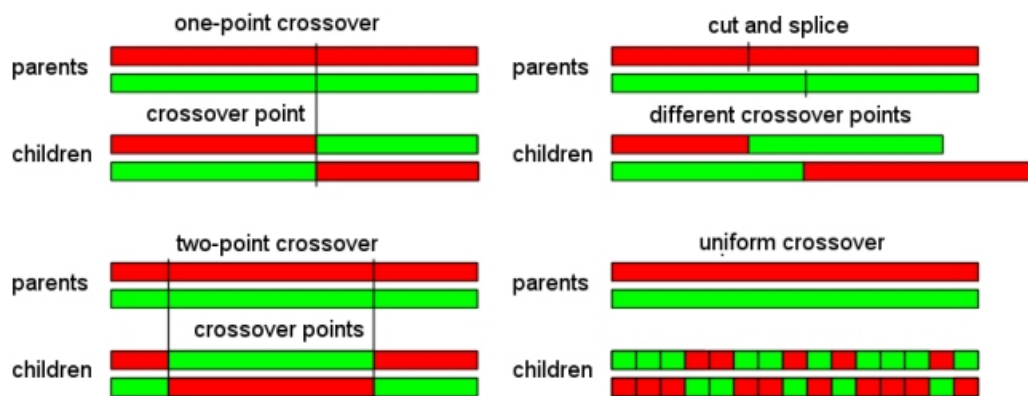 one-point crossover
parents
crossover point
children
cut and splice
parents
different crossover points
children
two-point crossover
parents
crossover points
children
uniform crossover
parents
children